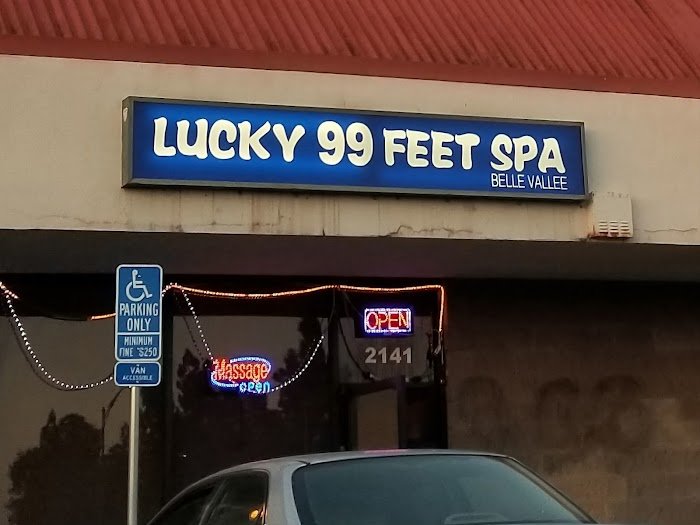 LUCKY 99 FEET SPA
BELLE VALLEE
PARKING
ONLY
MINIMUM
FINE $250
VAN
ACCESSIBLE
OPEN
2141
Massage
OPEN